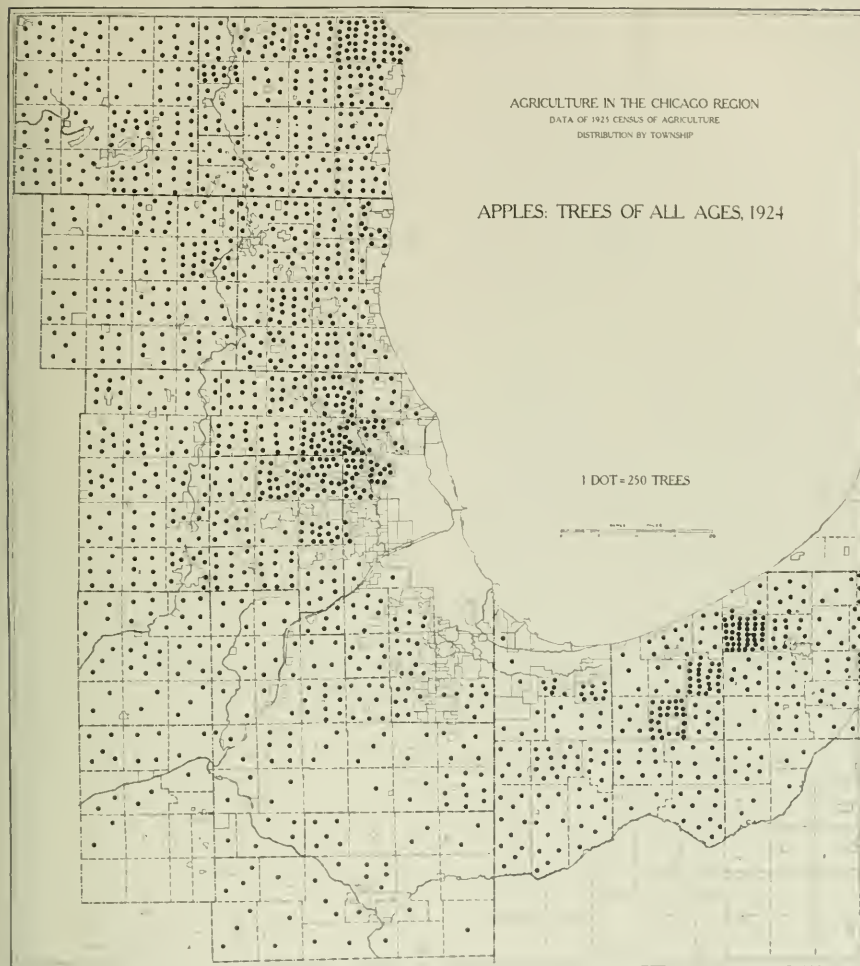 AGRICULTURE IN THE CHICAGO REGION
DATA OF 1925 CENSUS OF AGRICULTURE
DISTRIBUTION BY TOWNSHIP
APPLES: TREES OF ALL AGES, 1924
1 DOT = 250 TREES